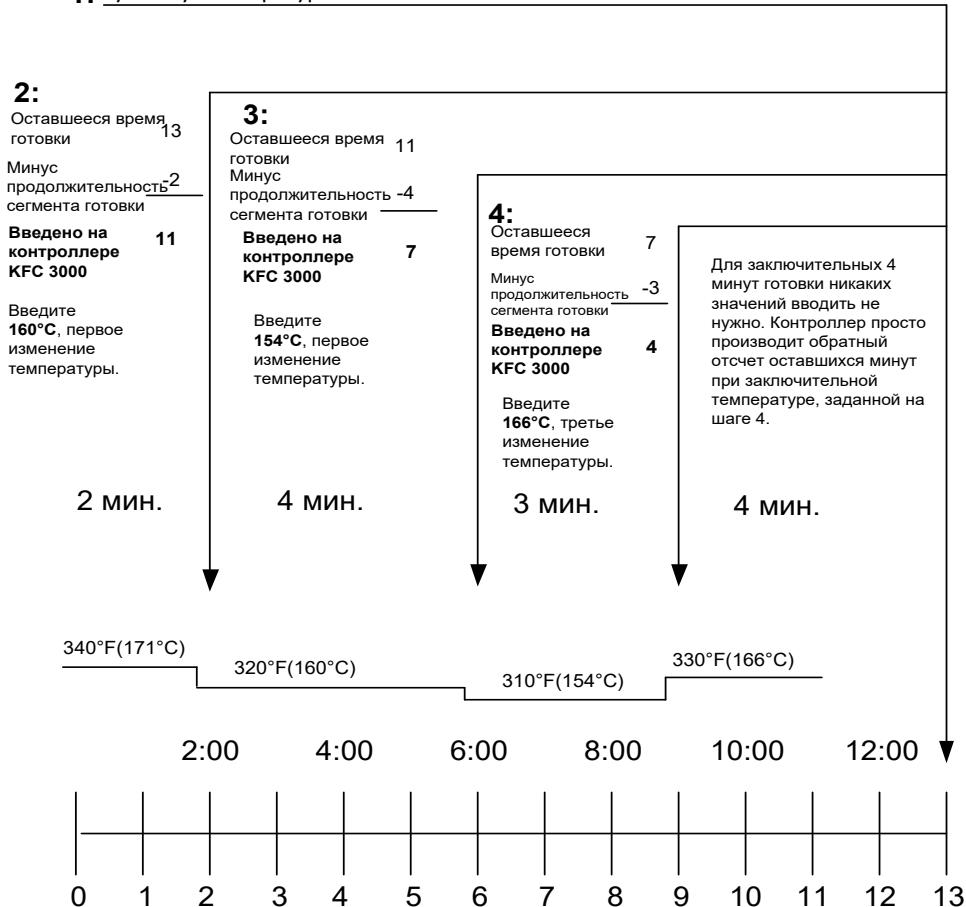 2:
Оставшееся время
готовки
13
Минус
продолжительность
сегмента готовки
-2
Введено на
контроллере
KFC 3000
11
Введите
160°C, первое
изменение
температуры.
3:
Оставшееся время
готовки
11
Минус
продолжительность
сегмента готовки
-4
Введено на
контроллере
KFC 3000
7
Введите
154°C, первое
изменение
температуры.
4:
Оставшееся
время готовки
7
Минус
продолжительность
сегмента готовки
-3
Введено на
контроллере
KFC 3000
4
Введите
166°C, третье
изменение
температуры.
Для заключительных 4
минут готовки никаких
значений вводить не
нужно. Контроллер просто
производит обратный
отсчет оставшихся минут
при заключительной
температуре, заданной на
шаге 4.
2 мин.
4 мин.
3 мин.
4 мин.
340°F(171°C)
320°F(160°C)
310°F(154°C)
330°F(166°C)
2:00 4:00 6:00 8:00 10:00 12:00
0 1 2 3 4 5 6 7 8 9 10 11 12 13